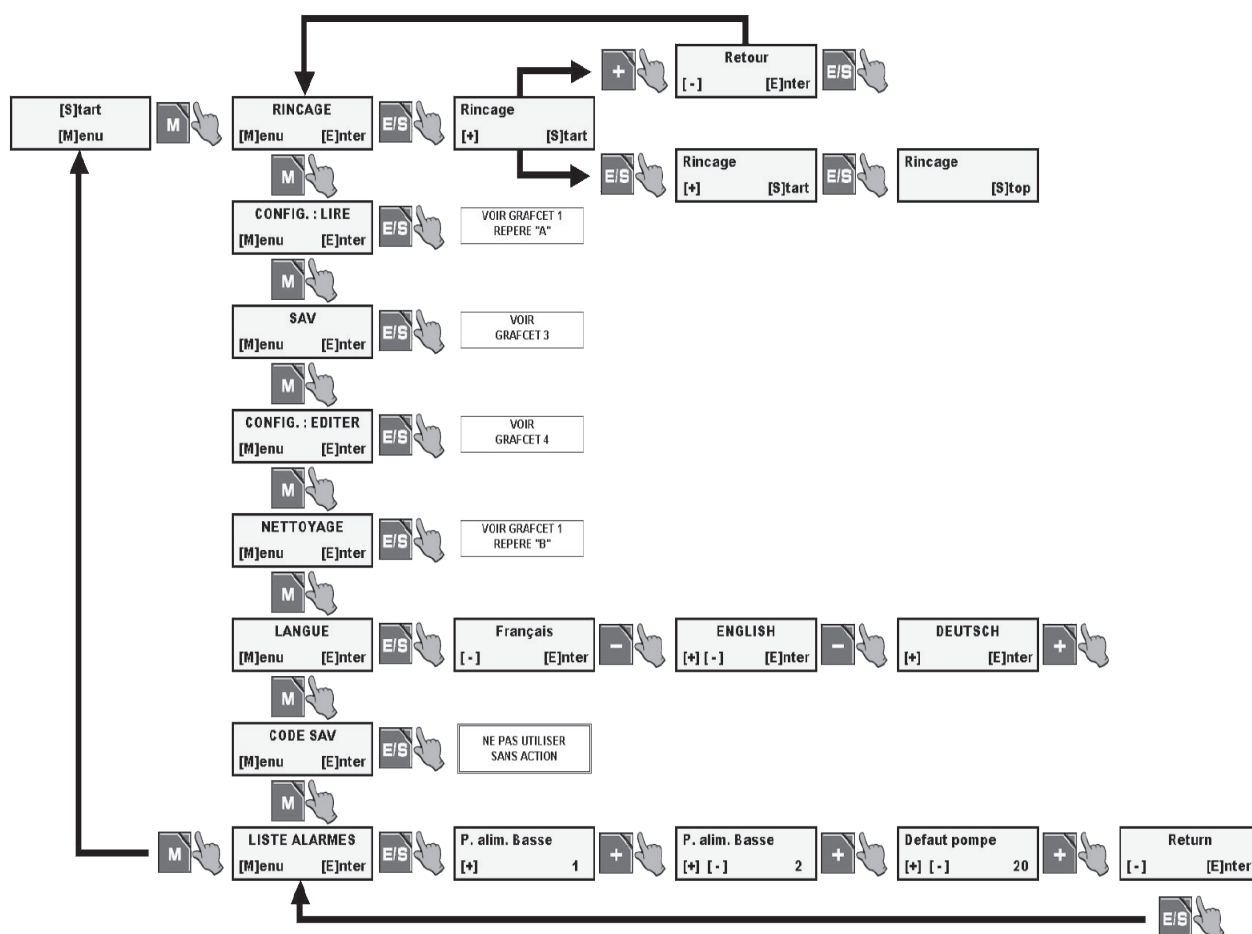 Retour
[-] [E]nter
+
E/S
[S]tart
[M]enu
M
RINCAGE
[M]enu [E]nter
E/S
Rincage
[+] [S]tart
E/S
Rincage
[+] [S]tart
E/S
Rincage
[S]top
M
CONFIG. : LIRE
[M]enu [E]nter
E/S
VOIR GRAFCET 1
REPERE "A"
M
SAV
[M]enu [E]nter
E/S
VOIR
GRAFCET 3
M
CONFIG. : EDITER
[M]enu [E]nter
E/S
VOIR
GRAFCET 4
M
NETTOYAGE
[M]enu [E]nter
E/S
VOIR GRAFCET 1
REPERE "B"
M
LANGUE
[M]enu [E]nter
E/S
Français
[-] [E]nter
-
ENGLISH
[+] [-] [E]nter
-
DEUTSCH
[+] [E]nter
+
M
CODE SAV
[M]enu [E]nter
E/S
NE PAS UTILISER
SANS ACTION
M
M
LISTE ALARMES
[M]enu [E]nter
E/S
P. alim. Basse
[+] 1
+
P. alim. Basse
[+] [-] 2
+
Defaut pompe
[+] [-] 20
+
Return
[-] [E]nter
E/S